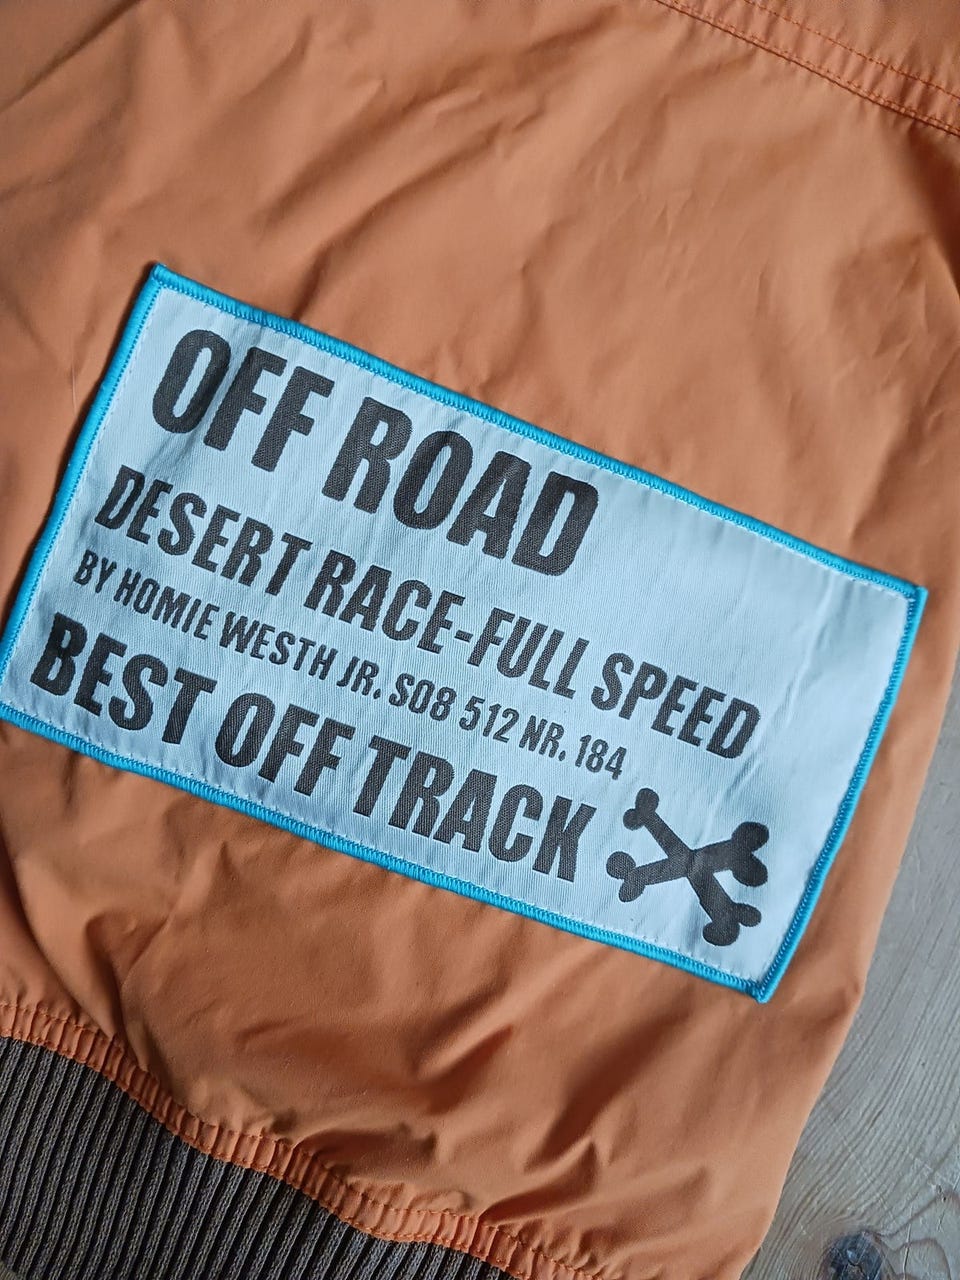 OFF ROAD
DESERT RACE-FULL SPEED
BY HOMIE WESTH JR. S08 512 NR. 184
BEST OFF TRACK